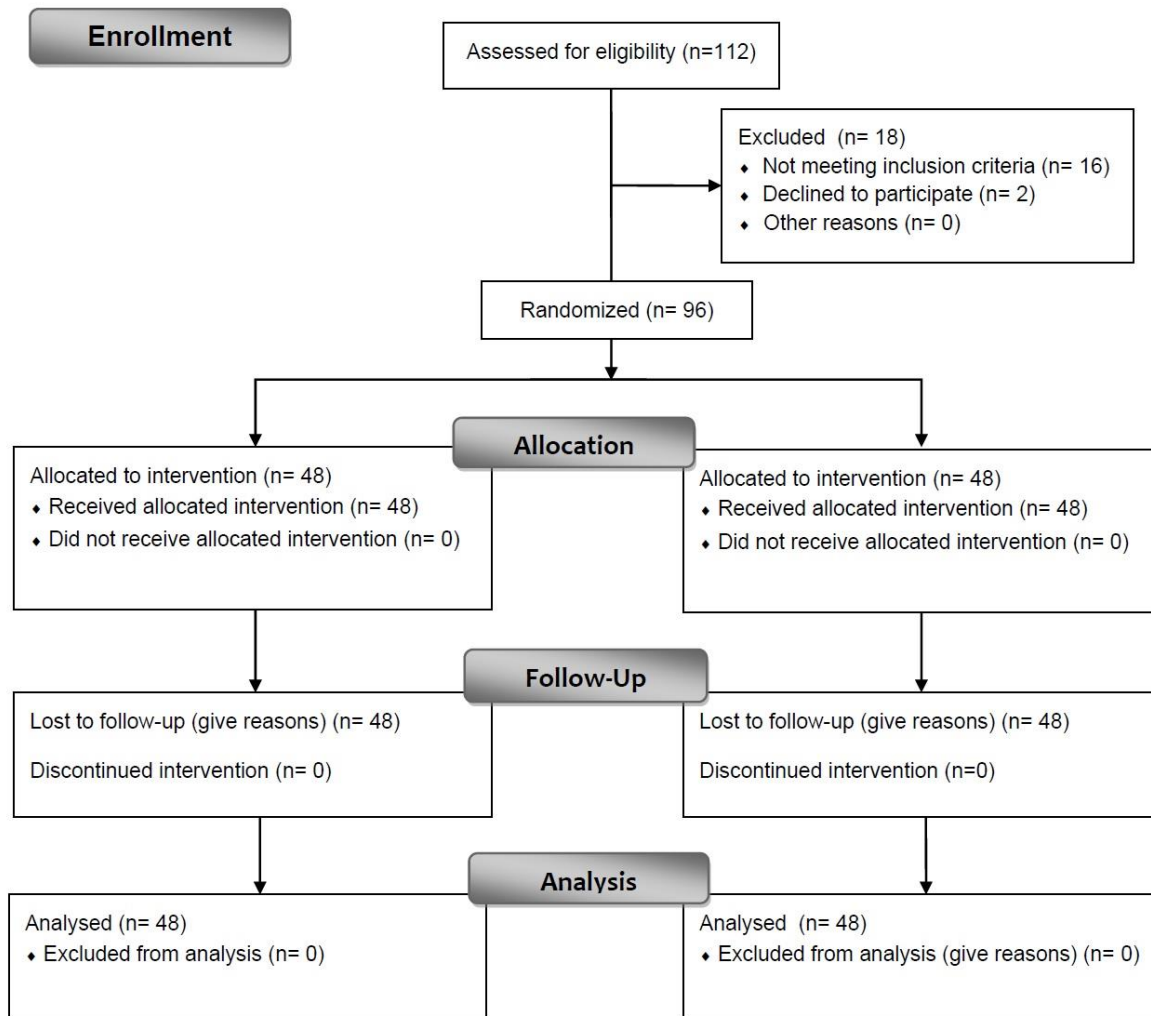 Enrollment
Assessed for eligibility (n=112)
Excluded (n= 18)
⬧ Not meeting inclusion criteria (n= 16)
⬧ Declined to participate (n= 2)
⬧ Other reasons (n= 0)
Randomized (n= 96)
Allocation
Allocated to intervention (n= 48)
⬧ Received allocated intervention (n= 48)
⬧ Did not receive allocated intervention (n= 0)
Allocated to intervention (n= 48)
⬧ Received allocated intervention (n= 48)
⬧ Did not receive allocated intervention (n= 0)
Follow-Up
Lost to follow-up (give reasons) (n= 48)
Discontinued intervention (n= 0)
Lost to follow-up (give reasons) (n= 48)
Discontinued intervention (n=0)
Analysis
Analysed (n= 48)
⬧ Excluded from analysis (n= 0)
Analysed (n= 48)
⬧ Excluded from analysis (give reasons) (n= 0)